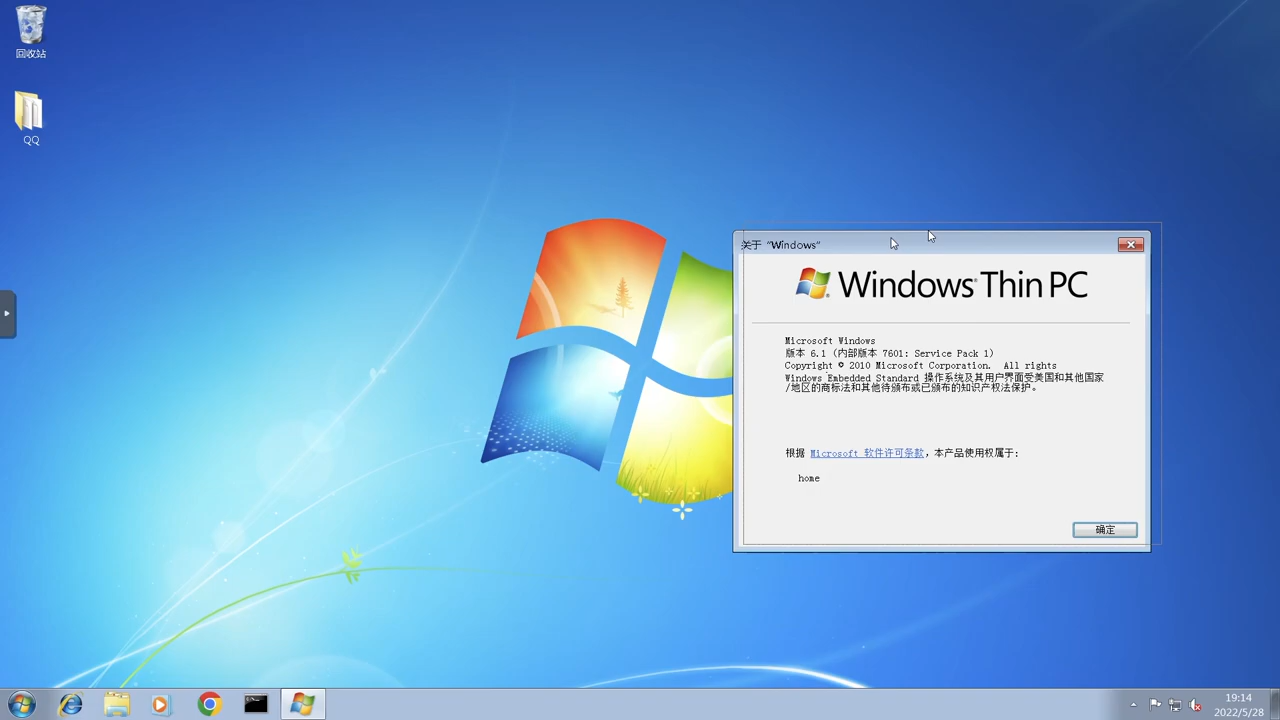 回收站
QQ
关于 “Windows”
Windows Thin PC
Microsoft Windows
版本 6.1 (内部版本 7601: Service Pack 1)
Copyright © 2010 Microsoft Corporation. All rights
Windows Embedded Standard 操作系统及其用户界面受美国和其他国家
/地区的商标法和其他待颁布或已颁布的知识产权法保护。
根据 Microsoft 软件许可条款，本产品使用权属于:
home
确定
19:14
2022/5/28